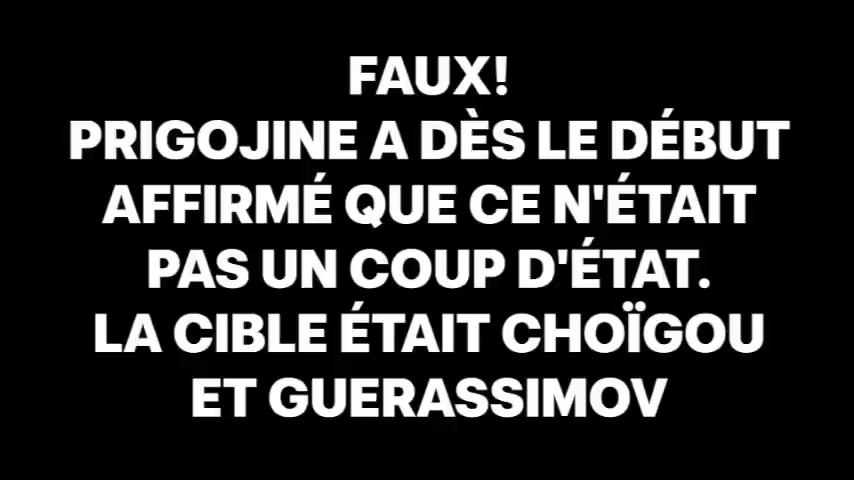 FAUX!
PRIGOJINE A DÈS LE DÉBUT
AFFIRMÉ QUE CE N'ÉTAIT
PAS UN COUP D'ÉTAT.
LA CIBLE ÉTAIT CHOÏGOU
ET GUERASSIMOV